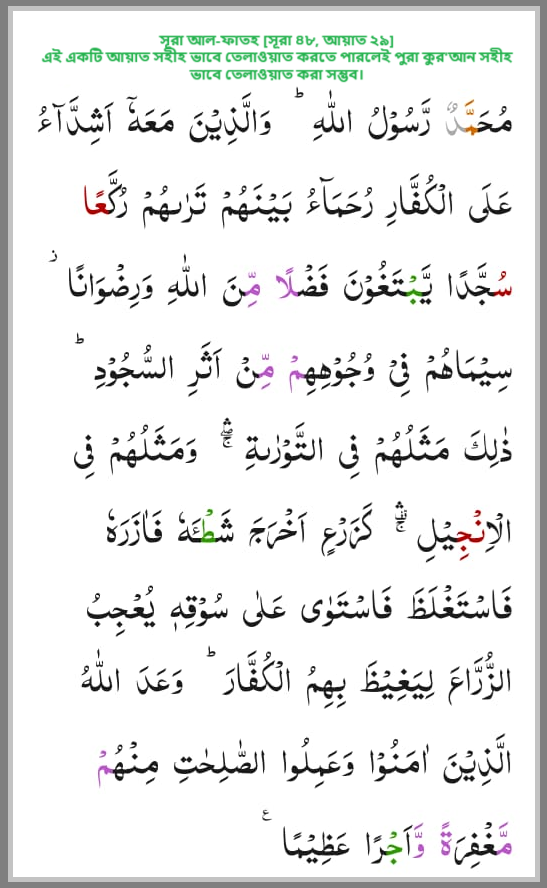 সূরা আল-ফাতহ [সূরা ৪৮, আয়াত ২৯]
এই একটি আয়াত সহীহ ভাবে তেলাওয়াত করতে পারলেই পুরা কুর'আন সহীহ
ভাবে তেলাওয়াত করা সম্ভব।
مُحَمَّدٌ رَّسُوْلُ اللّٰهِ ؕ وَالَّذِيْنَ مَعَهٗۤ اَشِدَّآءُ
عَلَى الْكُفَّارِ رُحَمَآءُ بَيْنَهُمْ تَرٰىهُمْ رُكَّعًا
سُجَّدًا يَّبْتَغُوْنَ فَضْلًا مِّنَ اللّٰهِ وَرِضْوَانًا ؗ
سِيْمَاهُمْ فِيْ وُجُوْهِهِمْ مِّنْ اَثَرِ السُّجُوْدِ ؕ
ذٰلِكَ مَثَلُهُمْ فِى التَّوْرٰىةِ ۛۖۚ وَمَثَلُهُمْ فِى
الْاِنْجِيْلِ ۛۚ كَزَرْعٍ اَخْرَجَ شَطْـَٔهٗ فَاٰزَرَهٗ
فَاسْتَغْلَظَ فَاسْتَوٰى عَلٰى سُوْقِهٖ يُعْجِبُ
الزُّرَّاعَ لِيَغِيْظَ بِهِمُ الْكُفَّارَ ؕ وَعَدَ اللّٰهُ
الَّذِيْنَ اٰمَنُوْا وَعَمِلُوا الصّٰلِحٰتِ مِنْهُمْ
مَّغْفِرَةً وَّاَجْرًا عَظِيْمًا ع